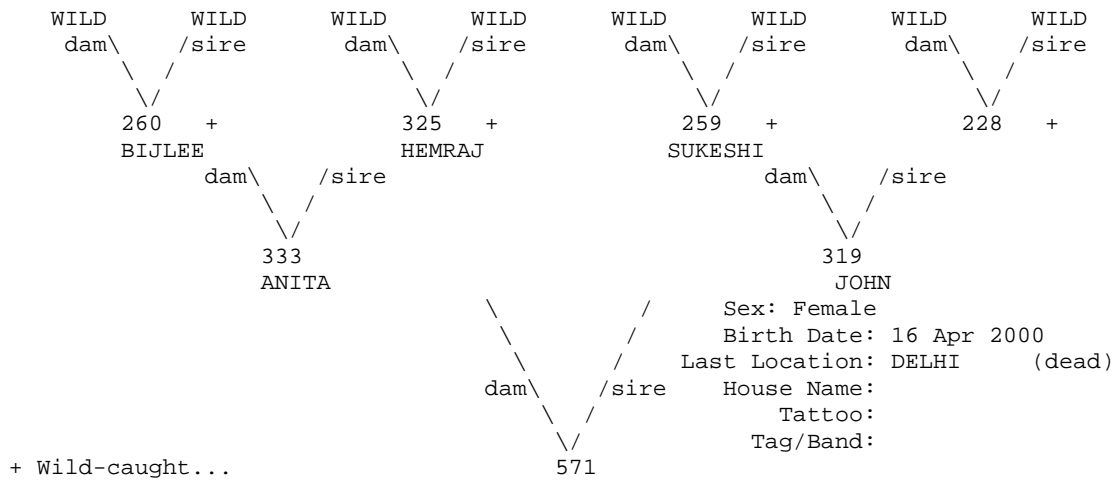 WILD WILD WILD WILD WILD WILD WILD WILD
dam\ /sire dam\ /sire dam\ /sire dam\ /sire
\ / \ / \ / \ /
\/ \/ \/ \/
260 + 325 + 259 + 228 +
BIJLEE HEMRAJ SUKESHI
dam\ /sire dam\ /sire
\ / \ /
\/ \/
333 319
ANITA JOHN
\ / Sex: Female
\ / Birth Date: 16 Apr 2000
\ / Last Location: DELHI (dead)
dam\ /sire House Name:
\ / Tattoo:
\/ Tag/Band:
+ Wild-caught... 571